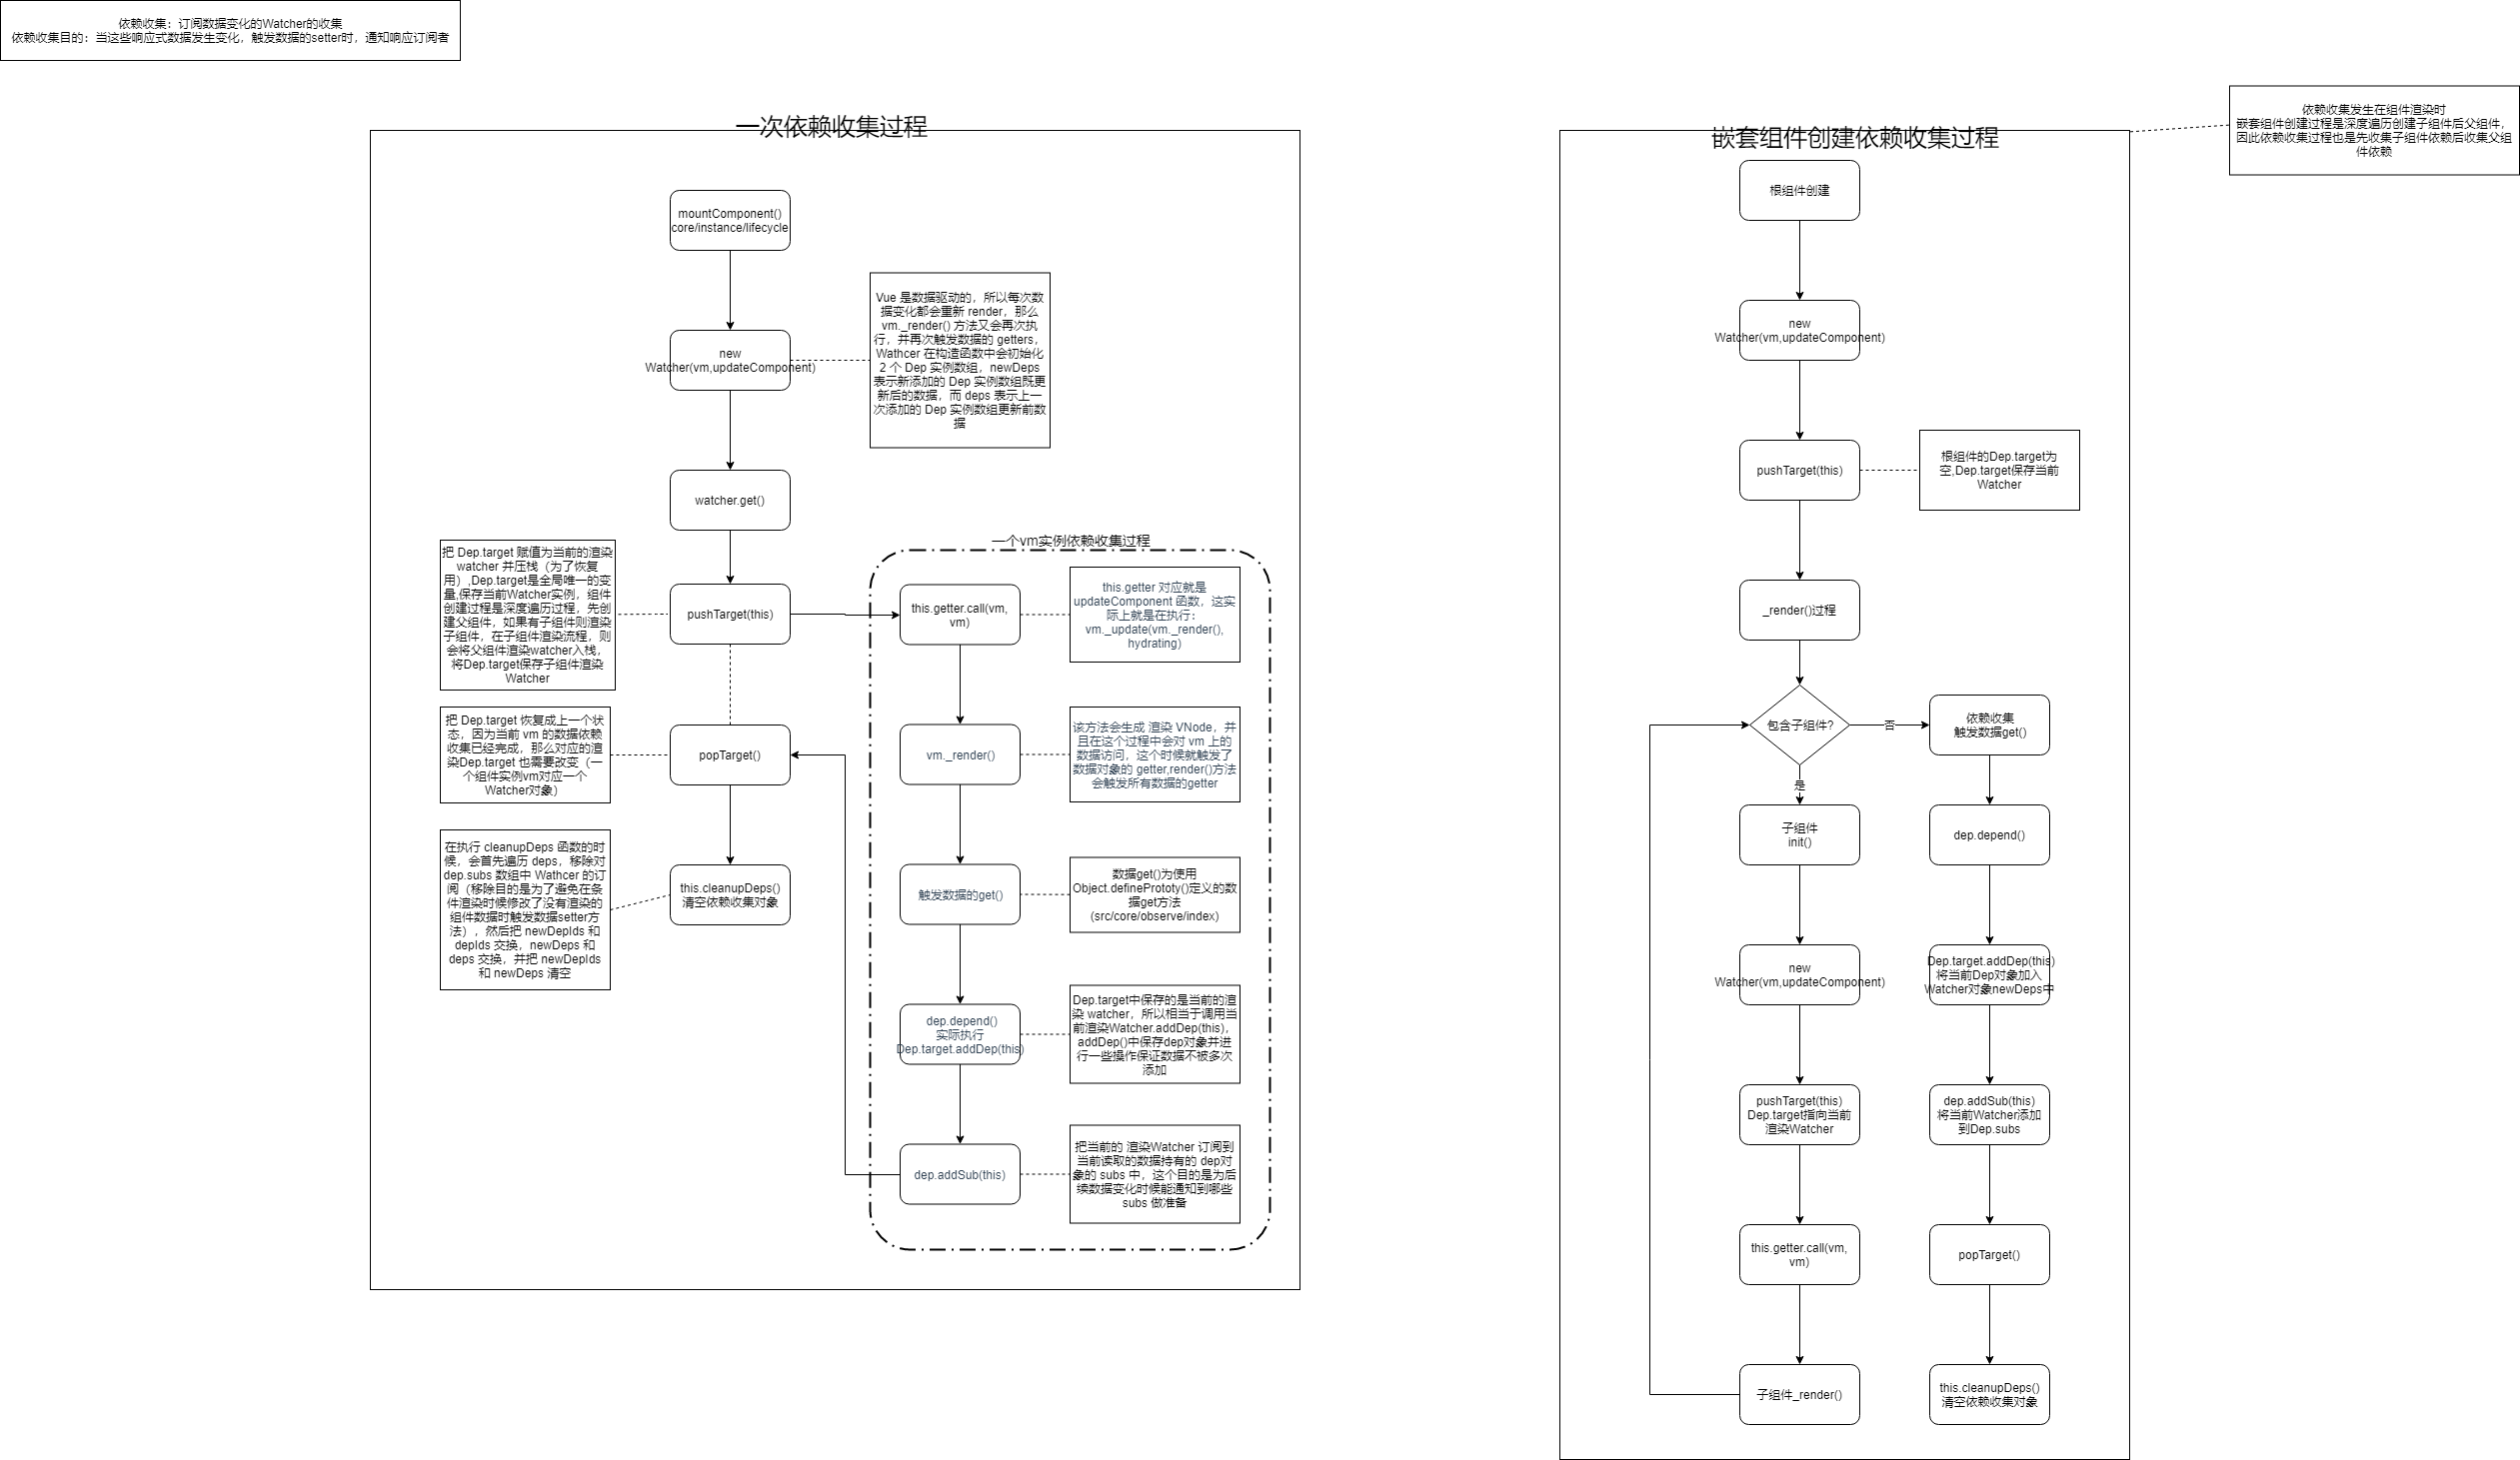 依赖收集：订阅数据变化的Watcher的收集
依赖收集目的：当这些响应式数据发生变化，触发数据的setter时，通知响应订阅者
一次依赖收集过程
mountComponent()
core/instance/lifecycle
new
Watcher(vm,updateComponent)
Vue 是数据驱动的，所以每次数
据变化都会重新 render，那么
vm._render() 方法又会再次执
行，并再次触发数据的 getters，
Wathcer 在构造函数中会初始化
2 个 Dep 实例数组，newDeps
表示新添加的 Dep 实例数组既更
新后的数据，而 deps 表示上一
次添加的 Dep 实例数组更新前数
据
watcher.get()
把 Dep.target 赋值为当前的渲染
watcher 并压栈（为了恢复
用）,Dep.target是全局唯一的变
量,保存当前Watcher实例，组件
创建过程是深度遍历过程，先创
建父组件，如果有子组件则渲染
子组件，在子组件渲染流程，则
会将父组件渲染watcher入栈，
将Dep.target保存子组件渲染
Watcher
pushTarget(this)
把 Dep.target 恢复成上一个状
态，因为当前 vm 的数据依赖
收集已经完成，那么对应的渲
染Dep.target 也需要改变（一
个组件实例vm对应一个
Watcher对象）
popTarget()
在执行 cleanupDeps 函数的时
候，会首先遍历 deps，移除对
dep.subs 数组中 Wathcer 的订
阅（移除目的是为了避免在条
件渲染时候修改了没有渲染的
组件数据时触发数据setter方
法），然后把 newDepIds 和
depIds 交换，newDeps 和
deps 交换，并把 newDepIds
和 newDeps 清空
this.cleanupDeps()
清空依赖收集对象
一个vm实例依赖收集过程
this.getter.call(vm,
vm)
this.getter 对应就是
updateComponent 函数，这实
际上就是在执行：
vm._update(vm._render(),
hydrating)
vm._render()
该方法会生成 渲染 VNode，并
且在这个过程中会对 vm 上的
数据访问，这个时候就触发了
数据对象的 getter,render()方法
会触发所有数据的getter
触发数据的get()
数据get()为使用
Object.definePrototy()定义的数
据get方法
(src/core/observe/index)
dep.depend()
实际执行
Dep.target.addDep(this)
Dep.target中保存的是当前的渲
染 watcher，所以相当于调用当
前渲染Watcher.addDep(this)，
addDep()中保存dep对象并进
行一些操作保证数据不被多次
添加
dep.addSub(this)
把当前的 渲染Watcher 订阅到
当前读取的数据持有的 dep对
象的 subs 中，这个目的是为后
续数据变化时候能通知到哪些
subs 做准备
嵌套组件创建依赖收集过程
依赖收集发生在组件渲染时
嵌套组件创建过程是深度遍历创建子组件后父组件，
因此依赖收集过程也是先收集子组件依赖后收集父组
件依赖
根组件创建
new
Watcher(vm,updateComponent)
pushTarget(this)
根组件的Dep.target为
空,Dep.target保存当前
Watcher
_render()过程
包含子组件?
否
是
依赖收集
触发数据get()
dep.depend()
Dep.target.addDep(this)
将当前Dep对象加入
Watcher对象newDeps中
dep.addSub(this)
将当前Watcher添加
到Dep.subs
popTarget()
this.cleanupDeps()
清空依赖收集对象
子组件
init()
new
Watcher(vm,updateComponent)
pushTarget(this)
Dep.target指向当前
渲染Watcher
this.getter.call(vm,
vm)
子组件_render()